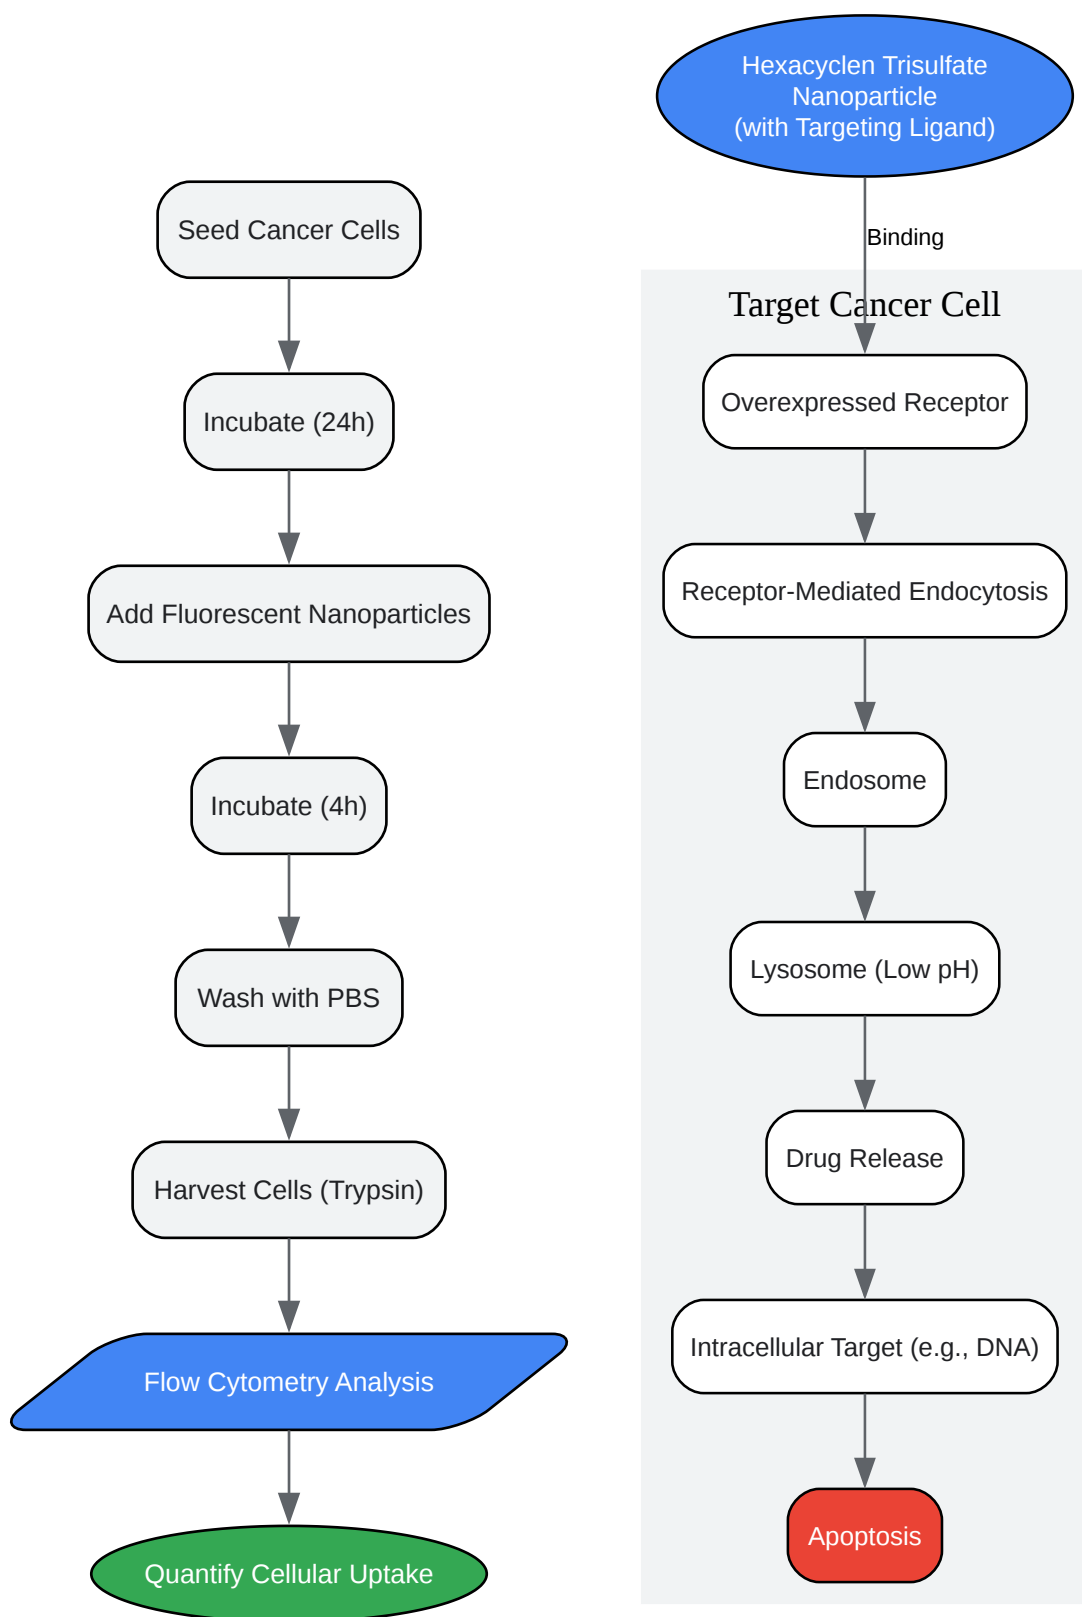 Seed Cancer Cells
Incubate (24h)
Add Fluorescent Nanoparticles
Incubate (4h)
Wash with PBS
Harvest Cells (Trypsin)
Flow Cytometry Analysis
Quantify Cellular Uptake
Hexacyclen Trisulfate
Nanoparticle
(with Targeting Ligand)
Binding
Target Cancer Cell
Overexpressed Receptor
Receptor-Mediated Endocytosis
Endosome
Lysosome (Low pH)
Drug Release
Intracellular Target (e.g., DNA)
Apoptosis